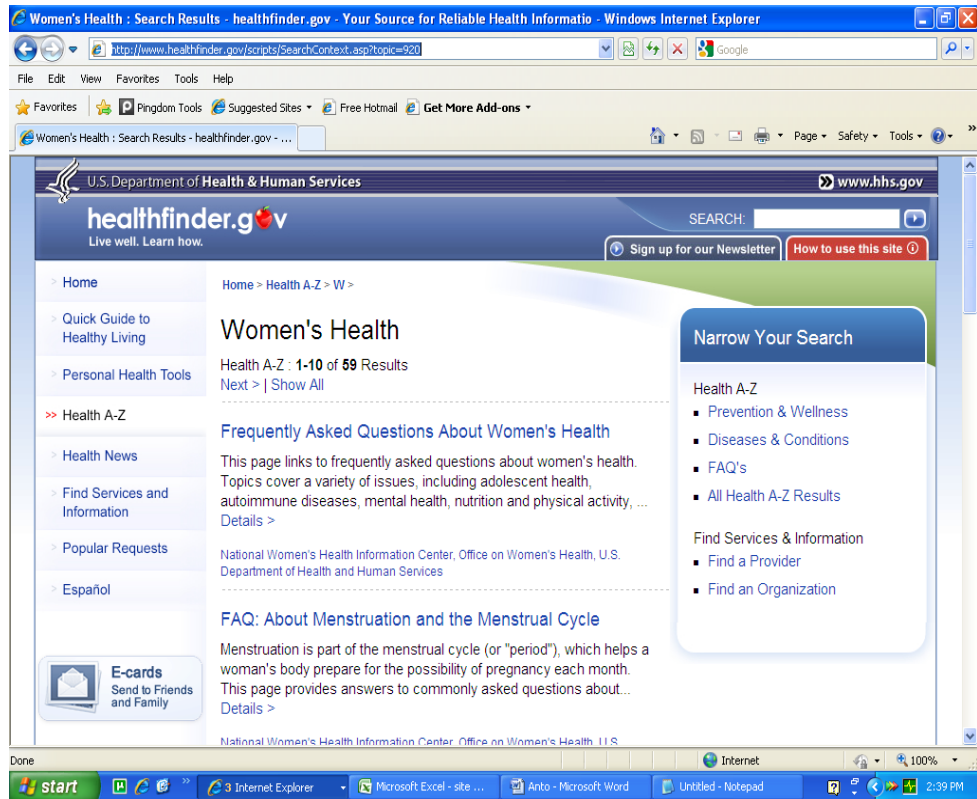 Women's Health : Search Results - healthfinder.gov - Your Source for Reliable Health Informatio - Windows Internet Explorer
http://www.healthfinder.gov/scripts/SearchContext.asp?topic=920
Google
File Edit View Favorites Tools Help
Favorites Pingdom Tools Suggested Sites Free Hotmail Get More Add-ons
Women's Health : Search Results - healthfinder.gov - ...
Page Safety Tools
U.S. Department of Health & Human Services
www.hhs.gov
healthfinder.gov
Live well. Learn how.
SEARCH:
Sign up for our Newsletter
How to use this site
Home
Quick Guide to
Healthy Living
Personal Health Tools
>> Health A-Z
Health News
Find Services and
Information
Popular Requests
Español
E-cards
Send to Friends
and Family
Home > Health A-Z > W >
Women's Health
Health A-Z : 1-10 of 59 Results
Next > | Show All
Frequently Asked Questions About Women's Health
This page links to frequently asked questions about women's health.
Topics cover a variety of issues, including adolescent health,
autoimmune diseases, mental health, nutrition and physical activity, ...
Details >
National Women's Health Information Center, Office on Women's Health, U.S.
Department of Health and Human Services
FAQ: About Menstruation and the Menstrual Cycle
Menstruation is part of the menstrual cycle (or "period"), which helps a
woman's body prepare for the possibility of pregnancy each month.
This page provides answers to commonly asked questions about...
Details >
National Women's Health Information Center, Office on Women's Health, U.S.
Narrow Your Search
Health A-Z
Prevention & Wellness
Diseases & Conditions
FAQ's
All Health A-Z Results
Find Services & Information
Find a Provider
Find an Organization
Done
Internet
100%
start
3 Internet Explorer
Microsoft Excel - site ...
Anto - Microsoft Word
Untitled - Notepad
2:39 PM